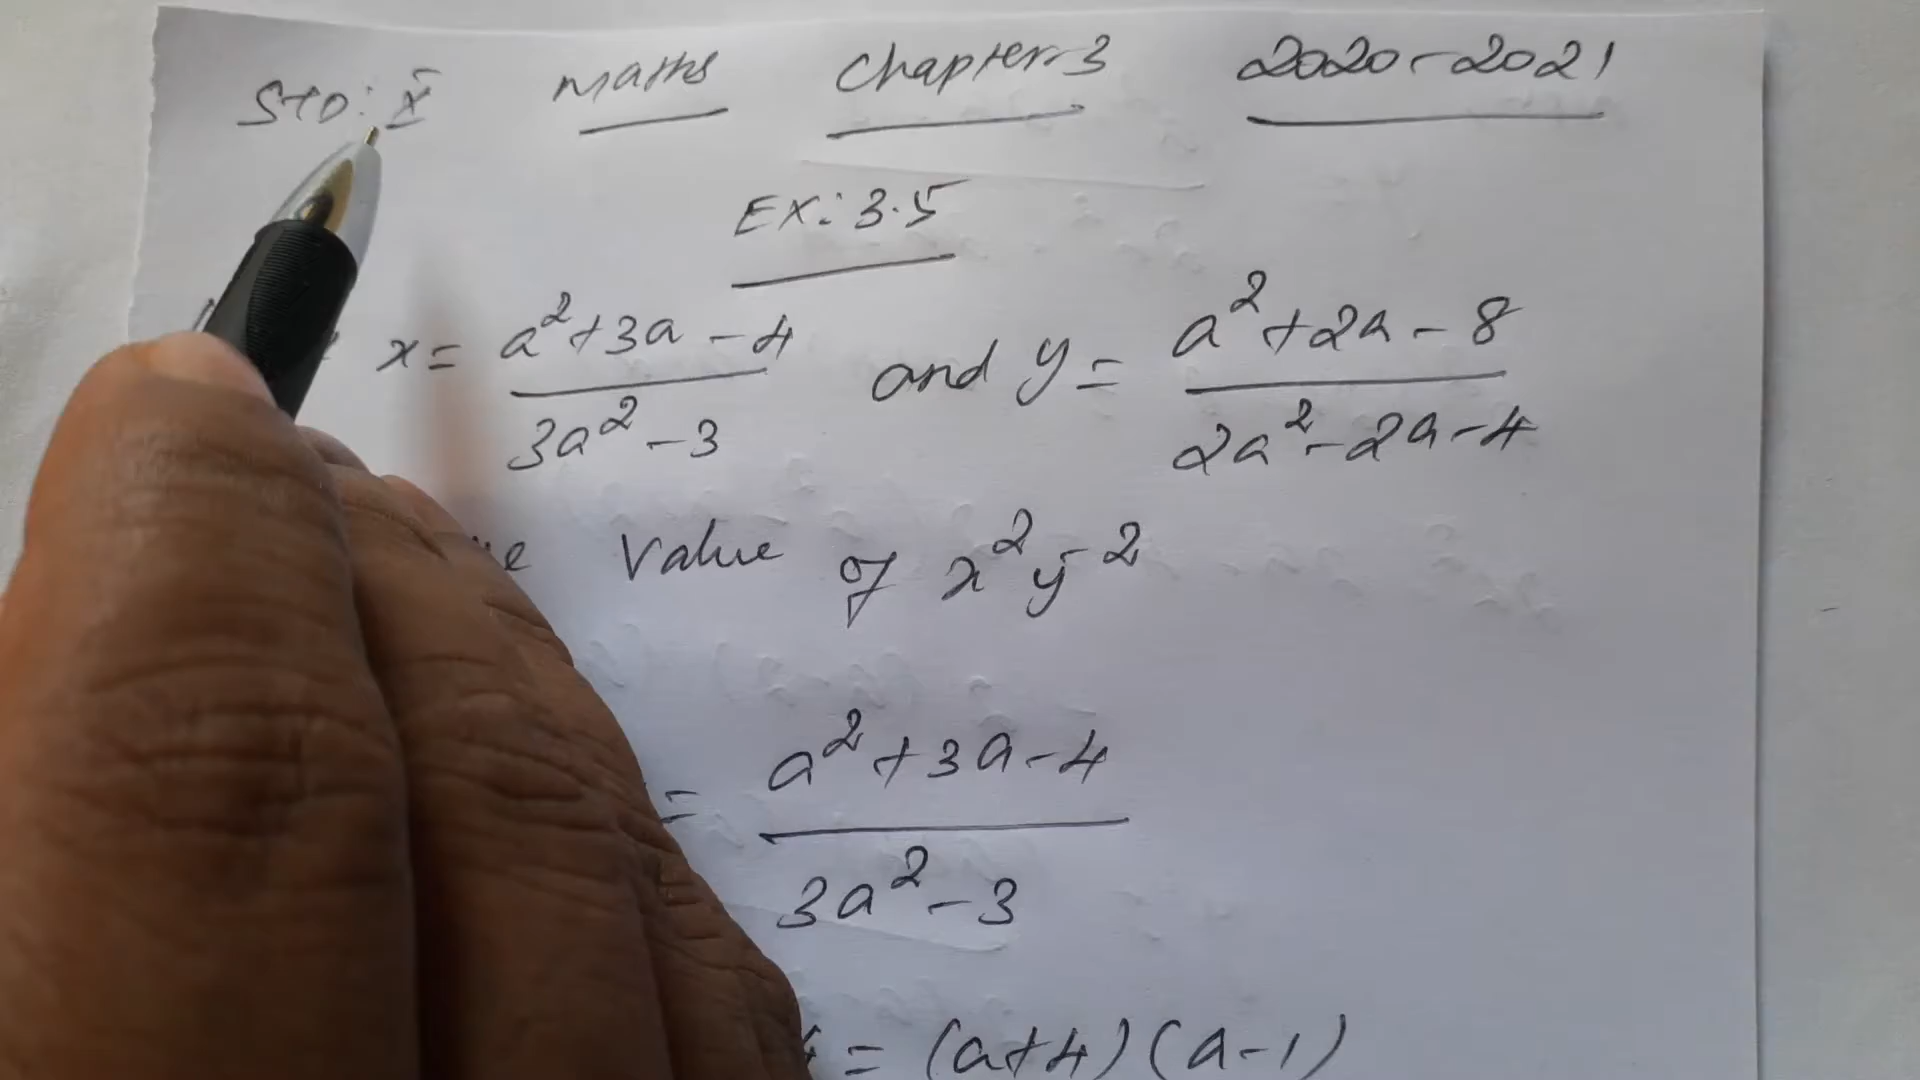 STD: X Maths Chapter-3 2020-2021
EX: 3.5
x = a²+3a-4 / 3a²-3 and y = a²+2a-8 / 2a²-2a-4
Value of x²y⁻²
= a²+3a-4 / 3a²-3
= (a+4)(a-1)